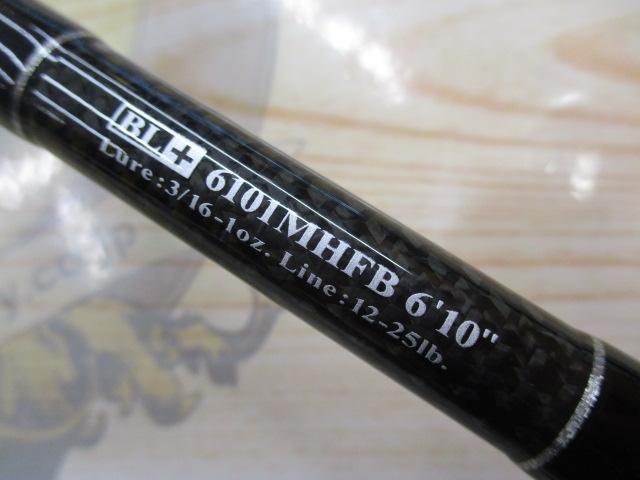 BL+ 6101MHFB 6'10"
Lure:3/16-1oz. Line:12-25lb.